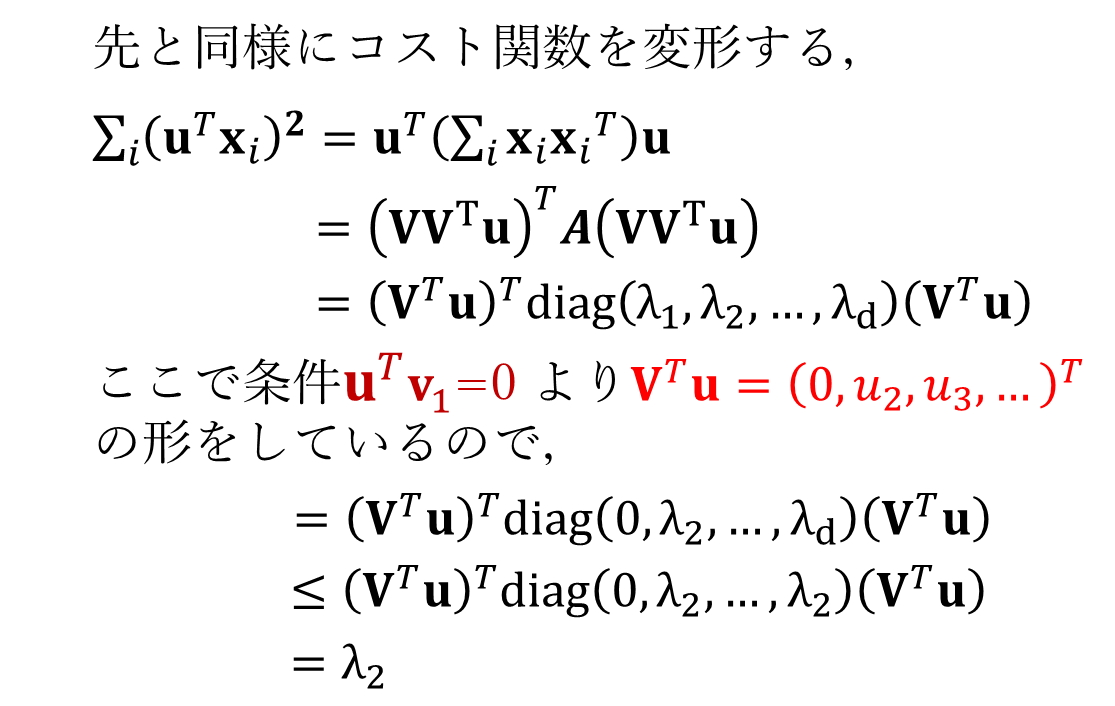 先と同様にコスト関数を変形する,
∑ᵢ(𝐮ᵀ𝐱ᵢ)² = 𝐮ᵀ(∑ᵢ 𝐱ᵢ𝐱ᵢᵀ)𝐮
= (𝐕𝐕ᵀ𝐮)ᵀ𝑨(𝐕𝐕ᵀ𝐮)
= (𝐕ᵀ𝐮)ᵀdiag(λ₁, λ₂, … , λ_d)(𝐕ᵀ𝐮)
ここで条件𝐮ᵀ𝐯₁=0 より𝐕ᵀ𝐮 = (0, 𝑢₂, 𝑢₃, … )ᵀ
の形をしているので,
= (𝐕ᵀ𝐮)ᵀdiag(0, λ₂, … , λ_d)(𝐕ᵀ𝐮)
≤ (𝐕ᵀ𝐮)ᵀdiag(0, λ₂, … , λ₂)(𝐕ᵀ𝐮)
= λ₂